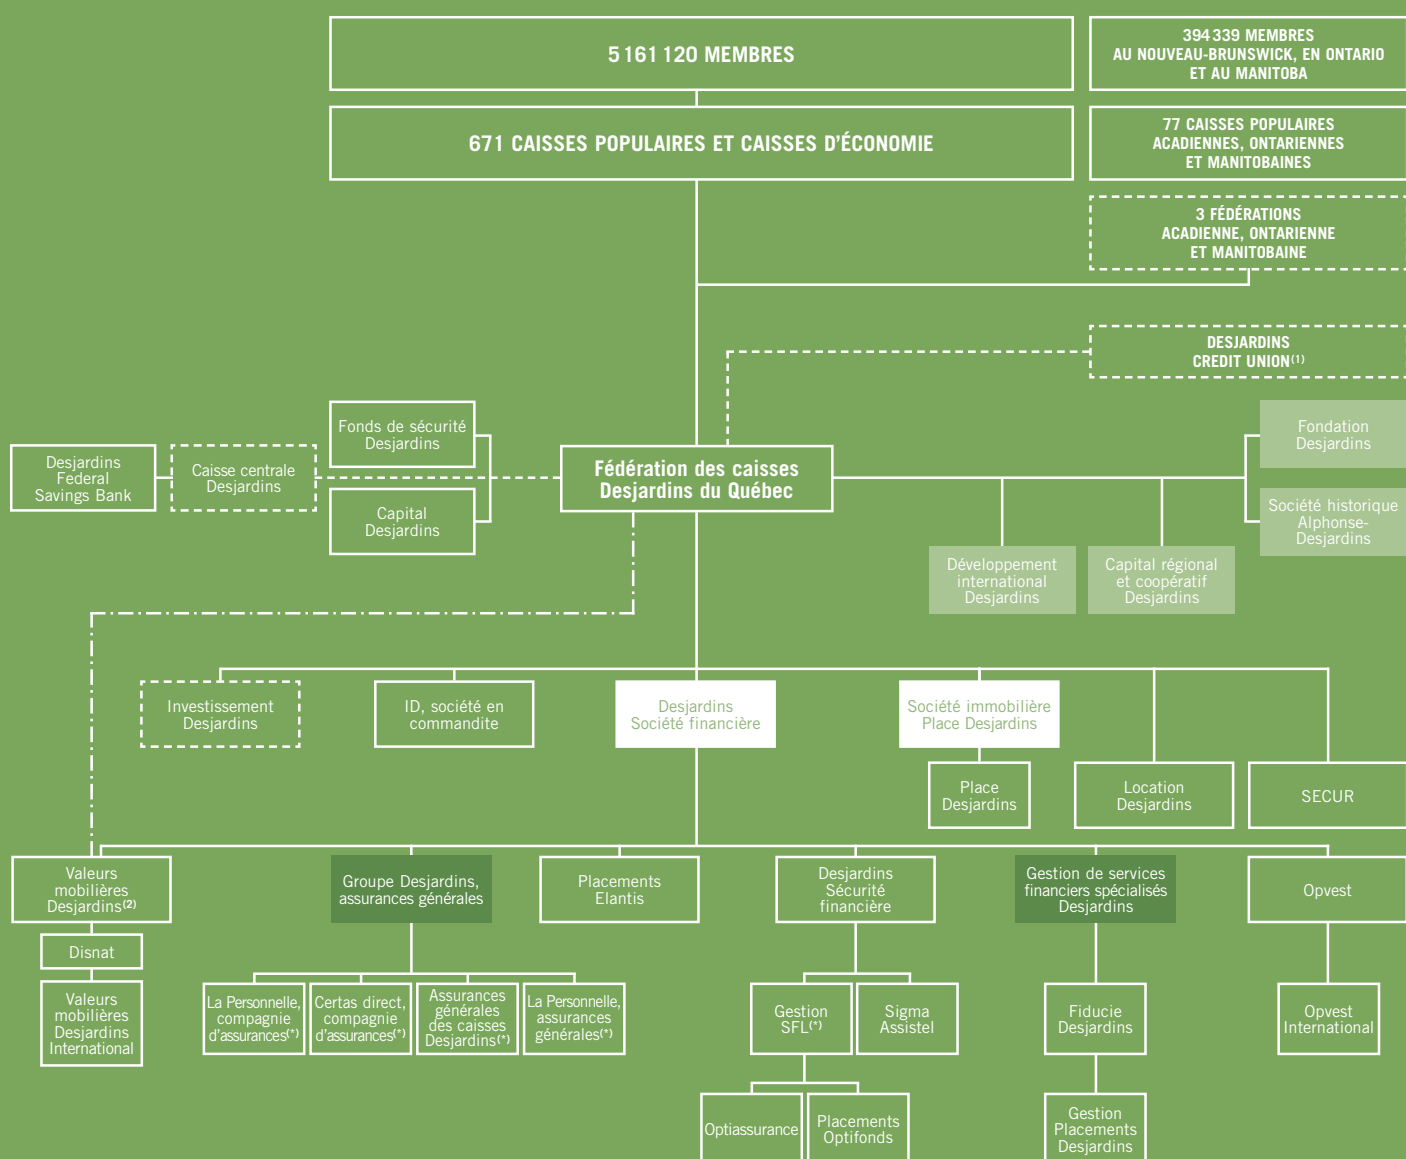 5 161 120 MEMBRES
394 339 MEMBRES
AU NOUVEAU-BRUNSWICK, EN ONTARIO
ET AU MANITOBA
671 CAISSES POPULAIRES ET CAISSES D'ÉCONOMIE
77 CAISSES POPULAIRES
ACADIENNES, ONTARIENNES
ET MANITOBAINES
3 FÉDÉRATIONS
ACADIENNE, ONTARIENNE
ET MANITOBAINE
DESJARDINS
CREDIT UNION(1)
Desjardins
Federal
Savings Bank
Caisse centrale
Desjardins
Fonds de sécurité
Desjardins
Capital
Desjardins
Fédération des caisses
Desjardins du Québec
Fondation
Desjardins
Société historique
Alphonse-
Desjardins
Développement
international
Desjardins
Capital régional
et coopératif
Desjardins
Investissement
Desjardins
ID, société en
commandite
Desjardins
Société financière
Société immobilière
Place Desjardins
Place
Desjardins
Location
Desjardins
SECUR
Valeurs
mobilières
Desjardins(2)
Groupe Desjardins,
assurances générales
Placements
Elantis
Desjardins
Sécurité
financière
Gestion de services
financiers spécialisés
Desjardins
Opvest
Disnat
Valeurs
mobilières
Desjardins
International
La Personnelle,
compagnie
d'assurances(*)
Certas direct,
compagnie
d'assurances(*)
Assurances
générales
des caisses
Desjardins(*)
La Personnelle,
assurances
générales(*)
Gestion
SFL(*)
Sigma
Assistel
Fiducie
Desjardins
Opvest
International
Optiassurance
Placements
Optifonds
Gestion
Placements
Desjardins